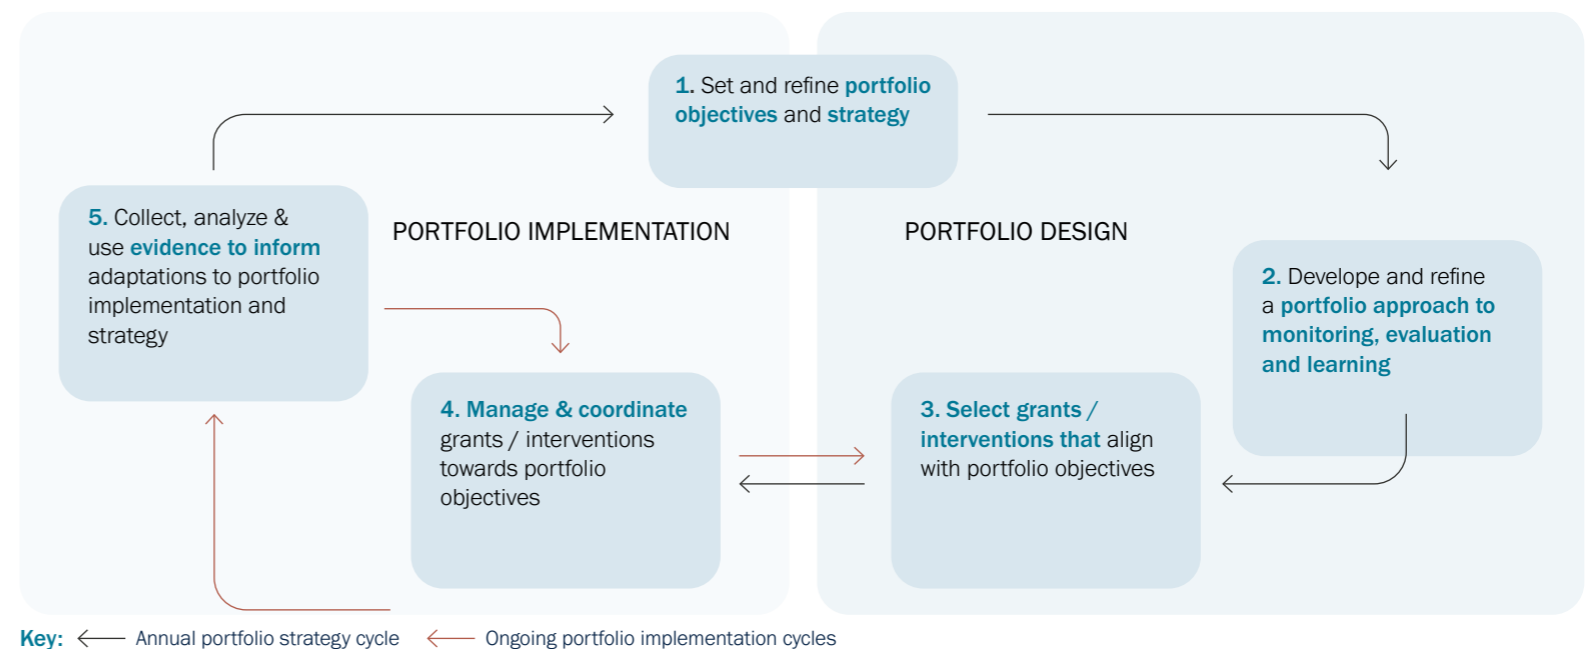 1. Set and refine portfolio
objectives and strategy
5. Collect, analyze &
use evidence to inform
adaptations to portfolio
implementation and
strategy
PORTFOLIO IMPLEMENTATION
PORTFOLIO DESIGN
2. Develope and refine
a portfolio approach to
monitoring, evaluation
and learning
4. Manage & coordinate
grants / interventions
towards portfolio
objectives
3. Select grants /
interventions that align
with portfolio objectives
Key:
Annual portfolio strategy cycle
Ongoing portfolio implementation cycles